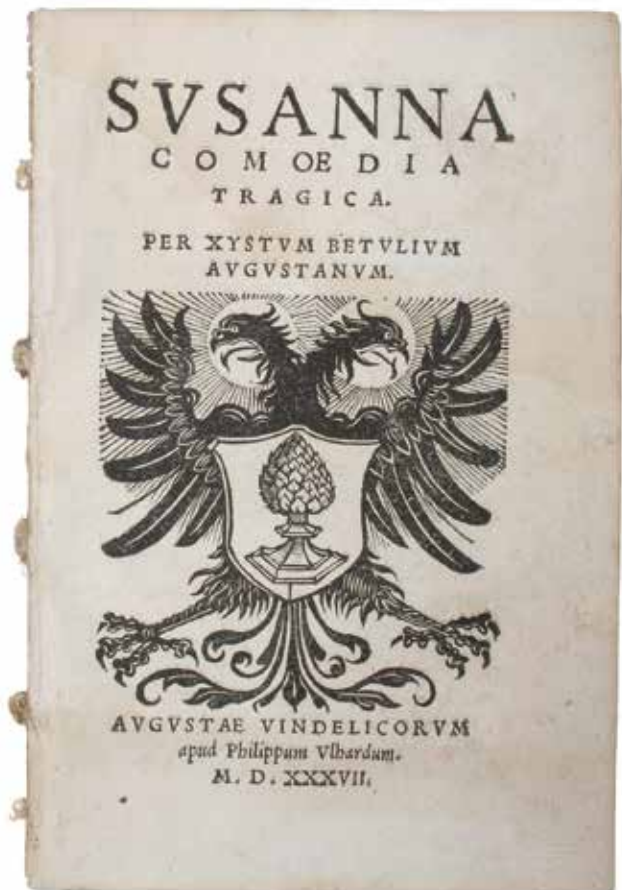 SVSANNA
COMOEDIA
TRAGICA.
PER XYSTVM BETVLIVM
AVGVSTANVM.
AVGVSTAE VINDELICORVM
apud Philippum Vlhardum.
M. D. XXXVII.